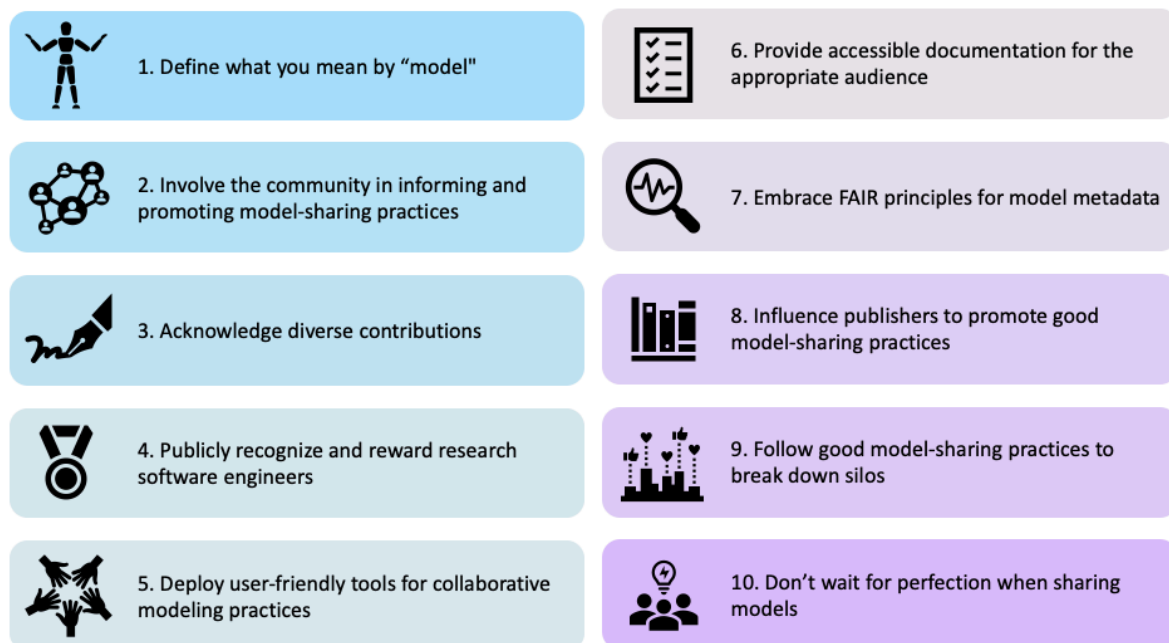 1. Define what you mean by “model"
2. Involve the community in informing and
promoting model-sharing practices
3. Acknowledge diverse contributions
4. Publicly recognize and reward research
software engineers
5. Deploy user-friendly tools for collaborative
modeling practices
6. Provide accessible documentation for the
appropriate audience
7. Embrace FAIR principles for model metadata
8. Influence publishers to promote good
model-sharing practices
9. Follow good model-sharing practices to
break down silos
10. Don’t wait for perfection when sharing
models